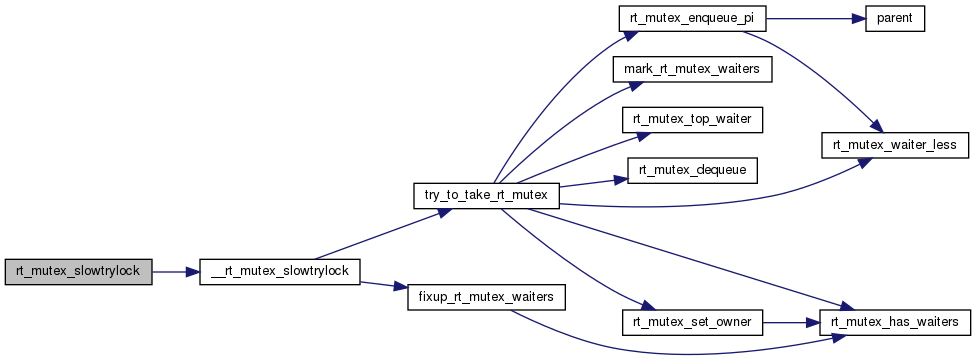 rt_mutex_enqueue_pi
parent
mark_rt_mutex_waiters
rt_mutex_top_waiter
rt_mutex_waiter_less
rt_mutex_dequeue
try_to_take_rt_mutex
rt_mutex_slowtrylock
__rt_mutex_slowtrylock
fixup_rt_mutex_waiters
rt_mutex_set_owner
rt_mutex_has_waiters